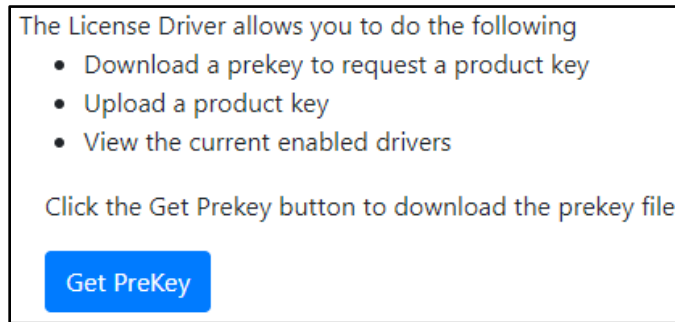 The License Driver allows you to do the following
• Download a prekey to request a product key
• Upload a product key
• View the current enabled drivers
Click the Get Prekey button to download the prekey file
Get PreKey